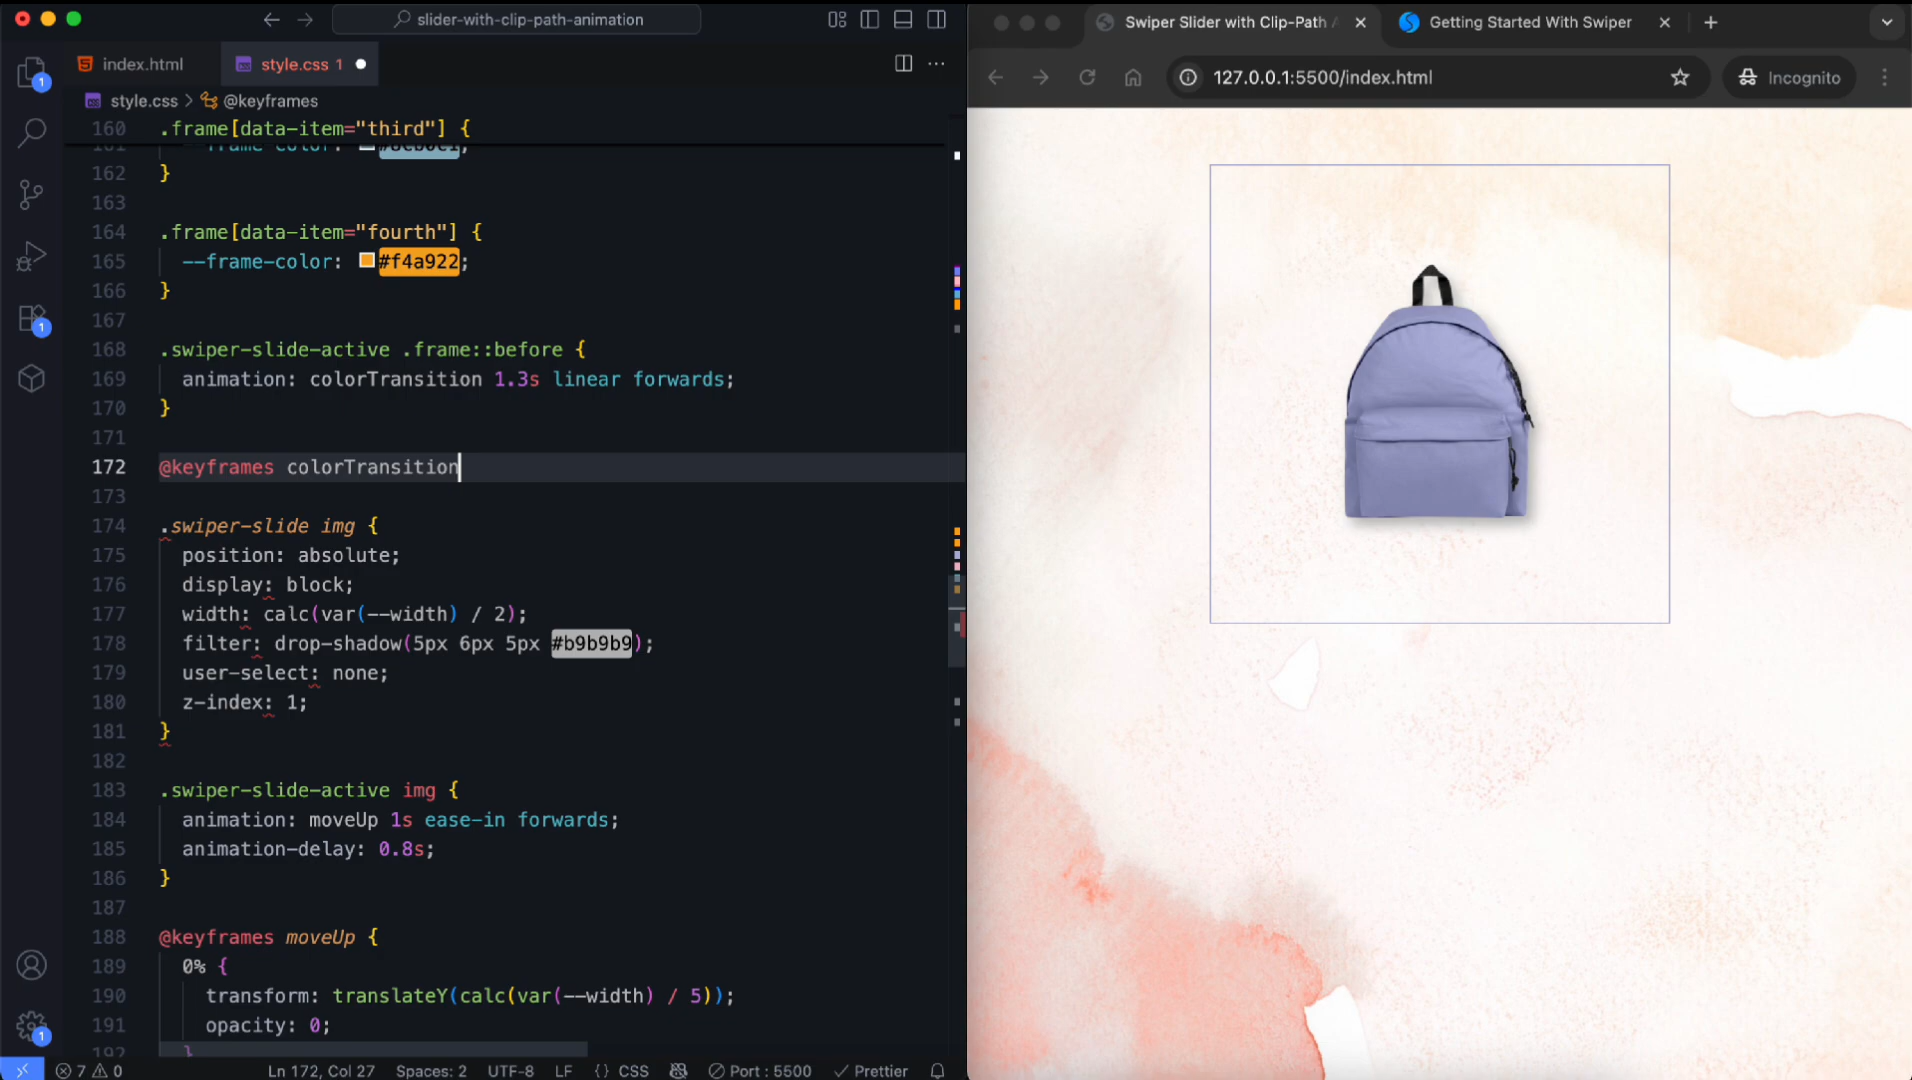 slider-with-clip-path-animation
index.html
style.css 1
style.css > @keyframes
160 .frame[data-item="third"] {
162 }
163
164 .frame[data-item="fourth"] {
165 --frame-color: #f4a922;
166 }
167
168 .swiper-slide-active .frame::before {
169 animation: colorTransition 1.3s linear forwards;
170 }
171
172 @keyframes colorTransition
173
174 .swiper-slide img {
175 position: absolute;
176 display: block;
177 width: calc(var(--width) / 2);
178 filter: drop-shadow(5px 6px 5px #b9b9b9);
179 user-select: none;
180 z-index: 1;
181 }
182
183 .swiper-slide-active img {
184 animation: moveUp 1s ease-in forwards;
185 animation-delay: 0.8s;
186 }
187
188 @keyframes moveUp {
189 0% {
190 transform: translateY(calc(var(--width) / 5));
191 opacity: 0;
192 }
1
1
1
7 0
Ln 172, Col 27
Spaces: 2
UTF-8
LF
{} CSS
Port : 5500
Prettier
Swiper Slider with Clip-Path
Getting Started With Swiper
127.0.0.1:5500/index.html
Incognito